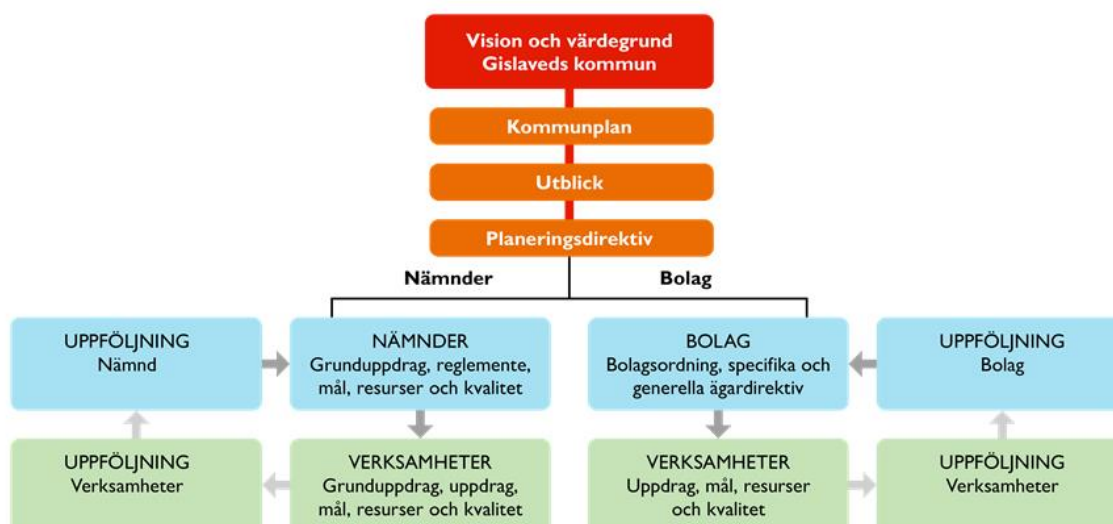 Vision och värdegrund
Gislaveds kommun
Kommunplan
Utblick
Planeringsdirektiv
Nämnder
Bolag
UPPFÖLJNING
Nämnd
NÄMNDER
Grunduppdrag, reglemente,
mål, resurser och kvalitet
BOLAG
Bolagsordning, specifika och
generella ägardirektiv
UPPFÖLJNING
Bolag
UPPFÖLJNING
Verksamheter
VERKSAMHETER
Grunduppdrag, uppdrag,
mål, resurser och kvalitet
VERKSAMHETER
Uppdrag, mål, resurser
och kvalitet
UPPFÖLJNING
Verksamheter